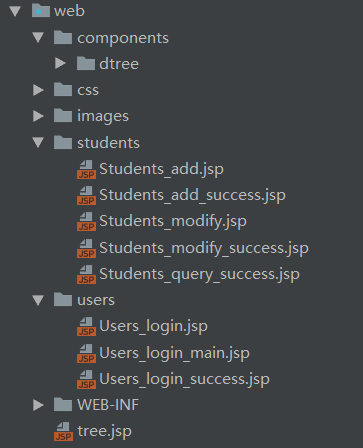 web
components
dtree
css
images
students
JSP Students_add.jsp
JSP Students_add_success.jsp
JSP Students_modify.jsp
JSP Students_modify_success.jsp
JSP Students_query_success.jsp
users
JSP Users_login.jsp
JSP Users_login_main.jsp
JSP Users_login_success.jsp
WEB-INF
JSP tree.jsp